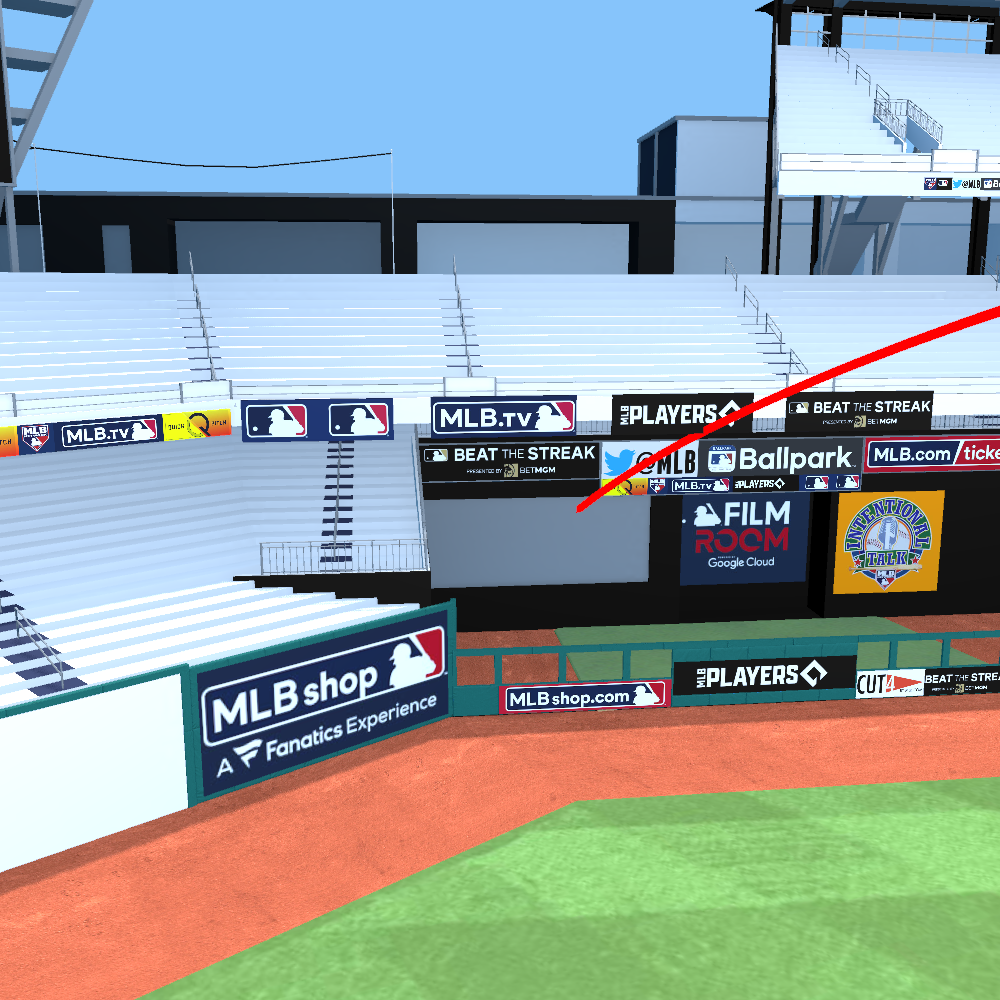 @MLB
MLB.TV
MLB.TV
MLB
PLAYERS
BEAT THE STREAK
PRESENTED BY BETMGM
BEAT THE STREAK
PRESENTED BY BETMGM
@MLB
Ballpark.
MLB.com/ticke
MLB.TV
PLAYERS
FILM
ROOM
Google Cloud
INTENTIONAL
TALK
MLB
MLB shop
A Fanatics Experience
MLBshop.com
MLB
PLAYERS
CUT4
BEAT THE STREA